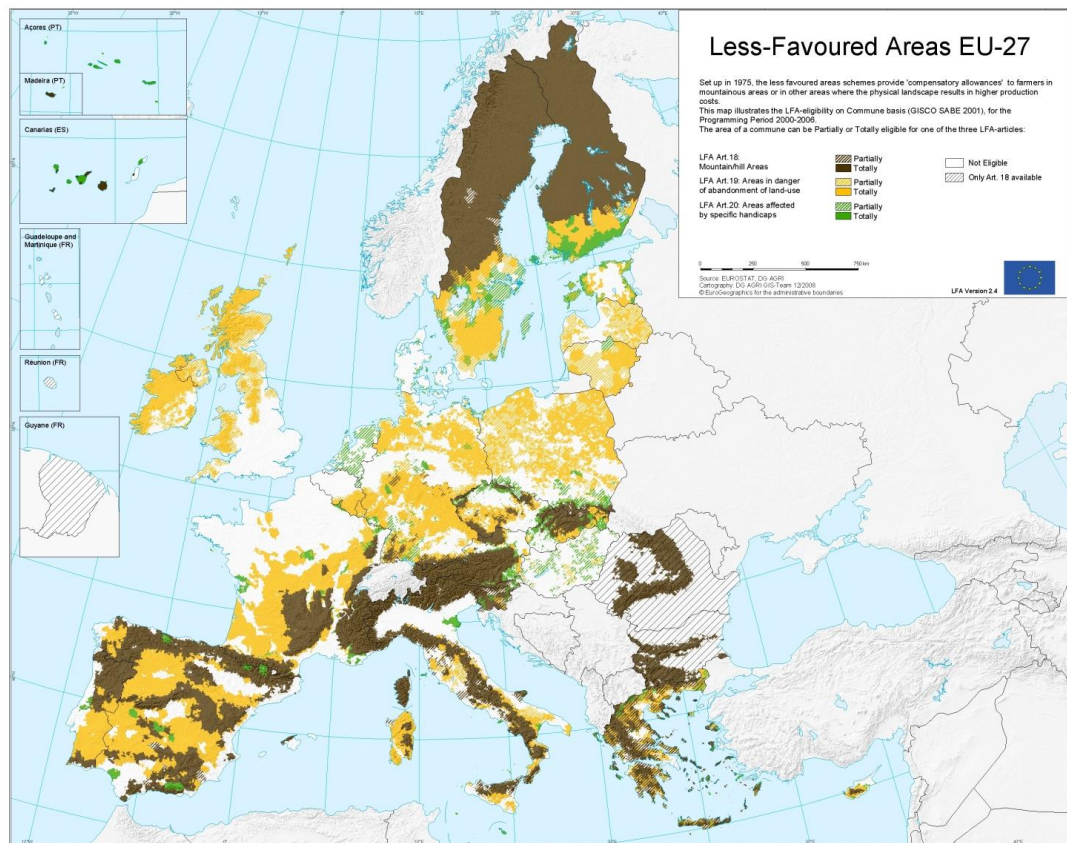 Açores (PT)
Madeira (PT)
Canarias (ES)
Guadeloupe and
Martinique (FR)
Réunion (FR)
Guyane (FR)
Less-Favoured Areas EU-27
Set up in 1975, the less favoured areas schemes provide 'compensatory allowances' to farmers in
mountainous areas or in other areas where the physical landscape results in higher production
costs.
This map illustrates the LFA-eligibility on Commune basis (GISCO SABE 2001), for the
Programming Period 2000-2006.
The area of a commune can be Partially or Totally eligible for one of the three LFA-articles:
LFA Art.18: Partially
Mountain/hill Areas Totally
LFA Art.19: Areas in danger Partially
of abandonment of land-use Totally
LFA Art.20: Areas affected Partially
by specific handicaps Totally
Not Eligible
Only Art. 18 available
0 250 500 750 km
Source: EUROSTAT, DG AGRI
Cartography: DG AGRI GIS-Team 12/2008
© EuroGeographics for the administrative boundaries
LFA Version 2.4